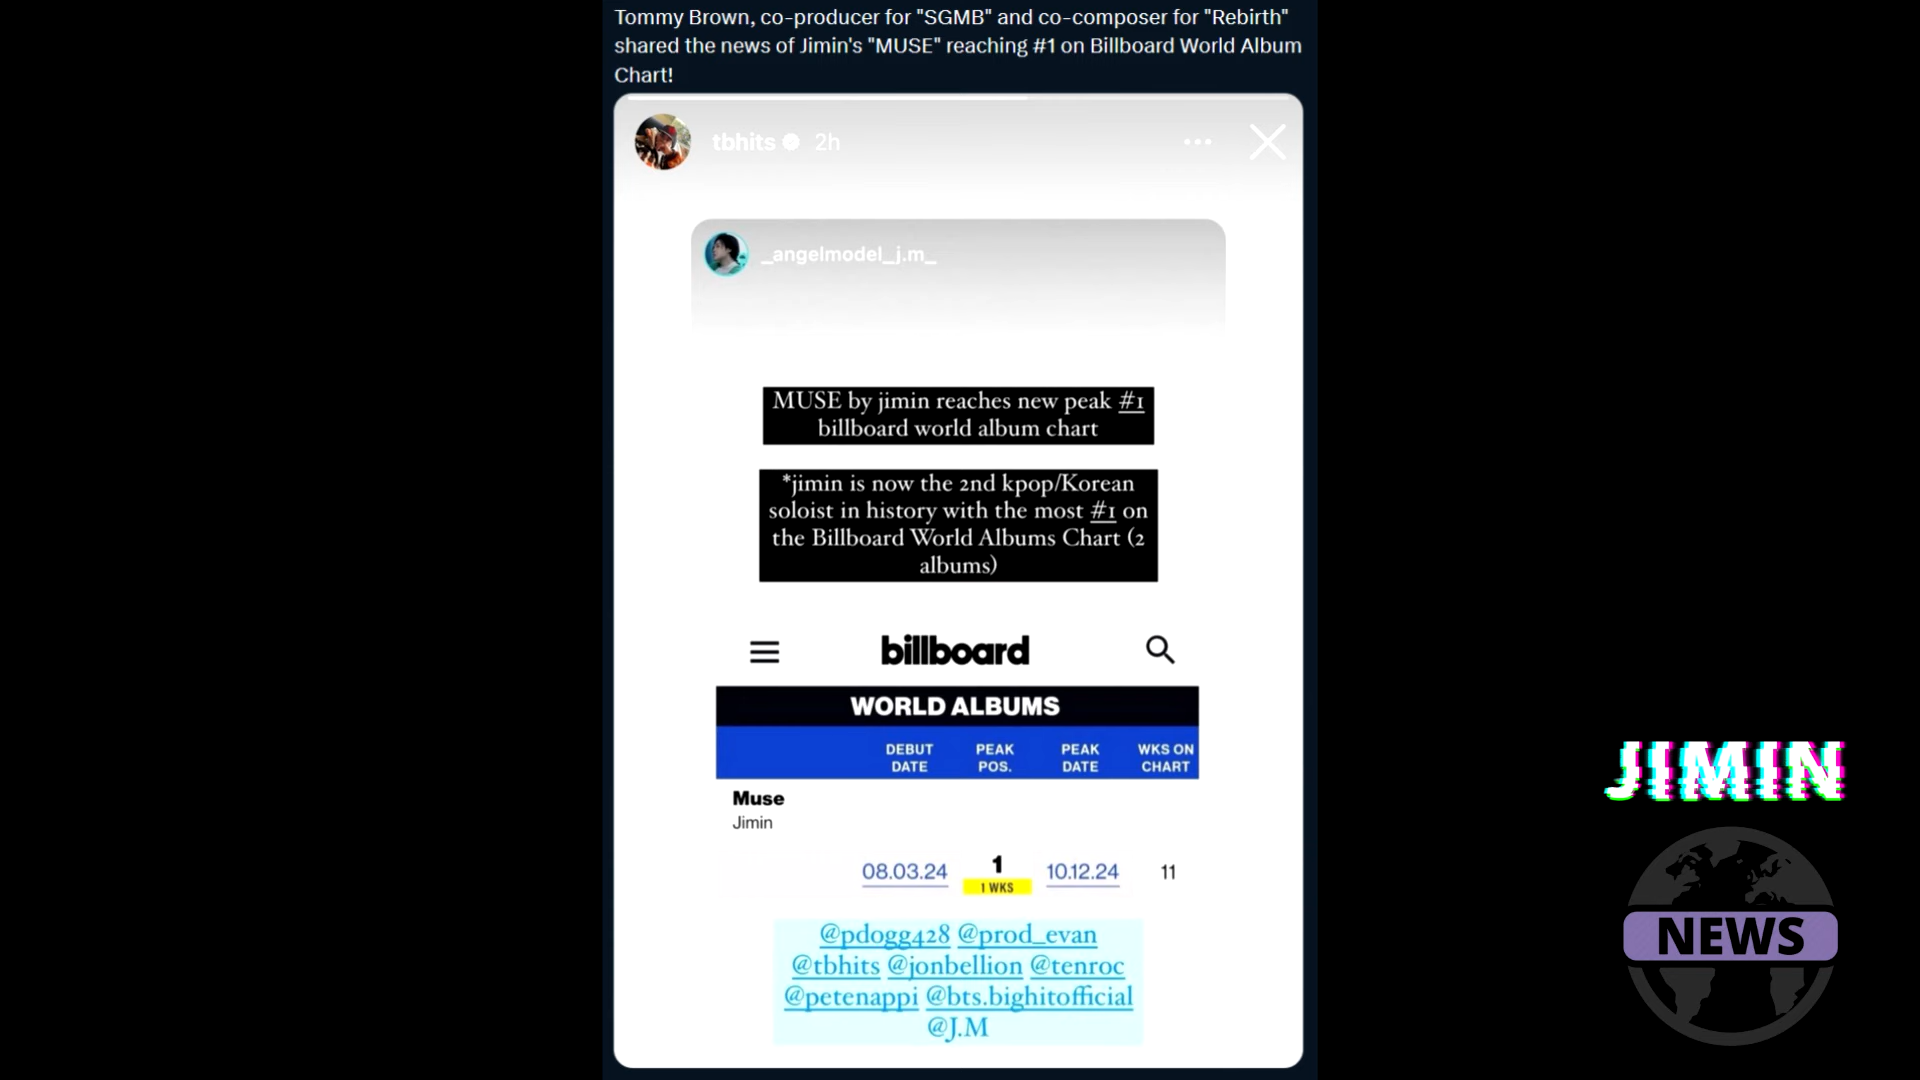 Tommy Brown, co-producer for "SGMB" and co-composer for "Rebirth"
shared the news of Jimin's "MUSE" reaching #1 on Billboard World Album
Chart!
tbhits 2h
_angelmodel_j.m_
MUSE by jimin reaches new peak #1
billboard world album chart
*jimin is now the 2nd kpop/Korean
soloist in history with the most #1 on
the Billboard World Albums Chart (2
albums)
billboard
WORLD ALBUMS
DEBUT DATE PEAK POS. PEAK DATE WKS ON CHART
Muse
Jimin
08.03.24 1 10.12.24 11
1 WKS
@pdogg428 @prod_evan
@tbhits @jonbellion @tenroc
@petenappi @bts.bighitofficial
@J.M
JIMIN
NEWS